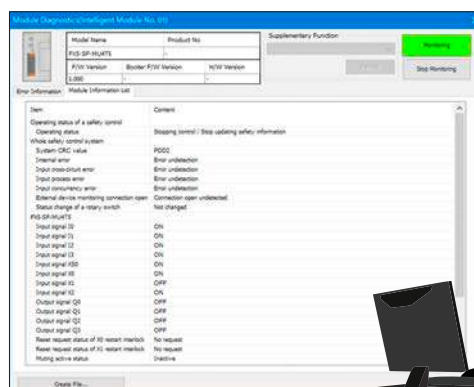 Module Diagnostics(Intelligent Module No. 01)
Model Name Product No Supplementary Function
FX5-SF-MU4T5 -
F/W Version Booter F/W Version H/W Version
1.000 - -
Monitoring
Stop Monitoring
Error Information Module Information List
Item Content
Operating status of a safety control
Operating status Stopping control / Stop updating safety information
Whole safety control system
System CRC value
Internal error Error undetection
Input cross-circuit error Error undetection
Input process error Error undetection
Input concurrency error Error undetection
External device monitoring connection open Connection open undetected
Status change of a rotary switch Not changed
FX5-SF-MU4T5
Input signal I0 ON
Input signal I1 ON
Input signal I2 ON
Input signal I3 ON
Input signal XS0 ON
Input signal X0 ON
Input signal X1 OFF
Input signal X2 ON
Output signal Q0 OFF
Output signal Q1 OFF
Output signal Q2 OFF
Output signal Q3 OFF
Reset request status of X0 restart interlock No request
Reset request status of X1 restart interlock No request
Muting active status Inactive
Create File...